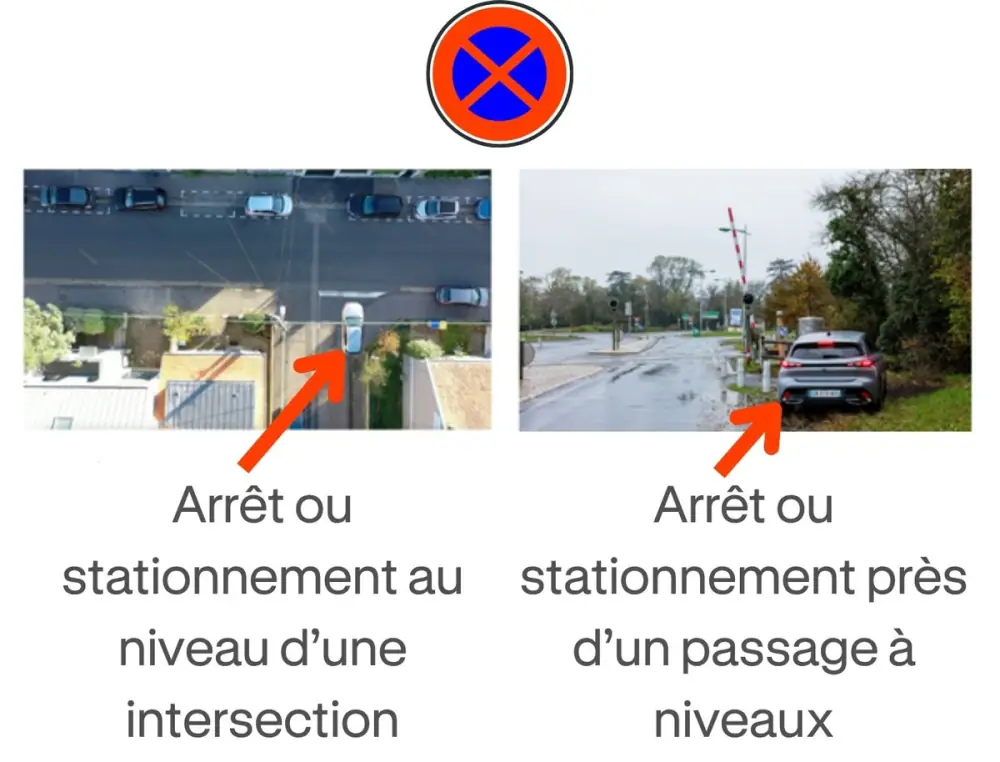 Arrêt ou
stationnement au
niveau d’une
intersection
Arrêt ou
stationnement près
d’un passage à
niveaux